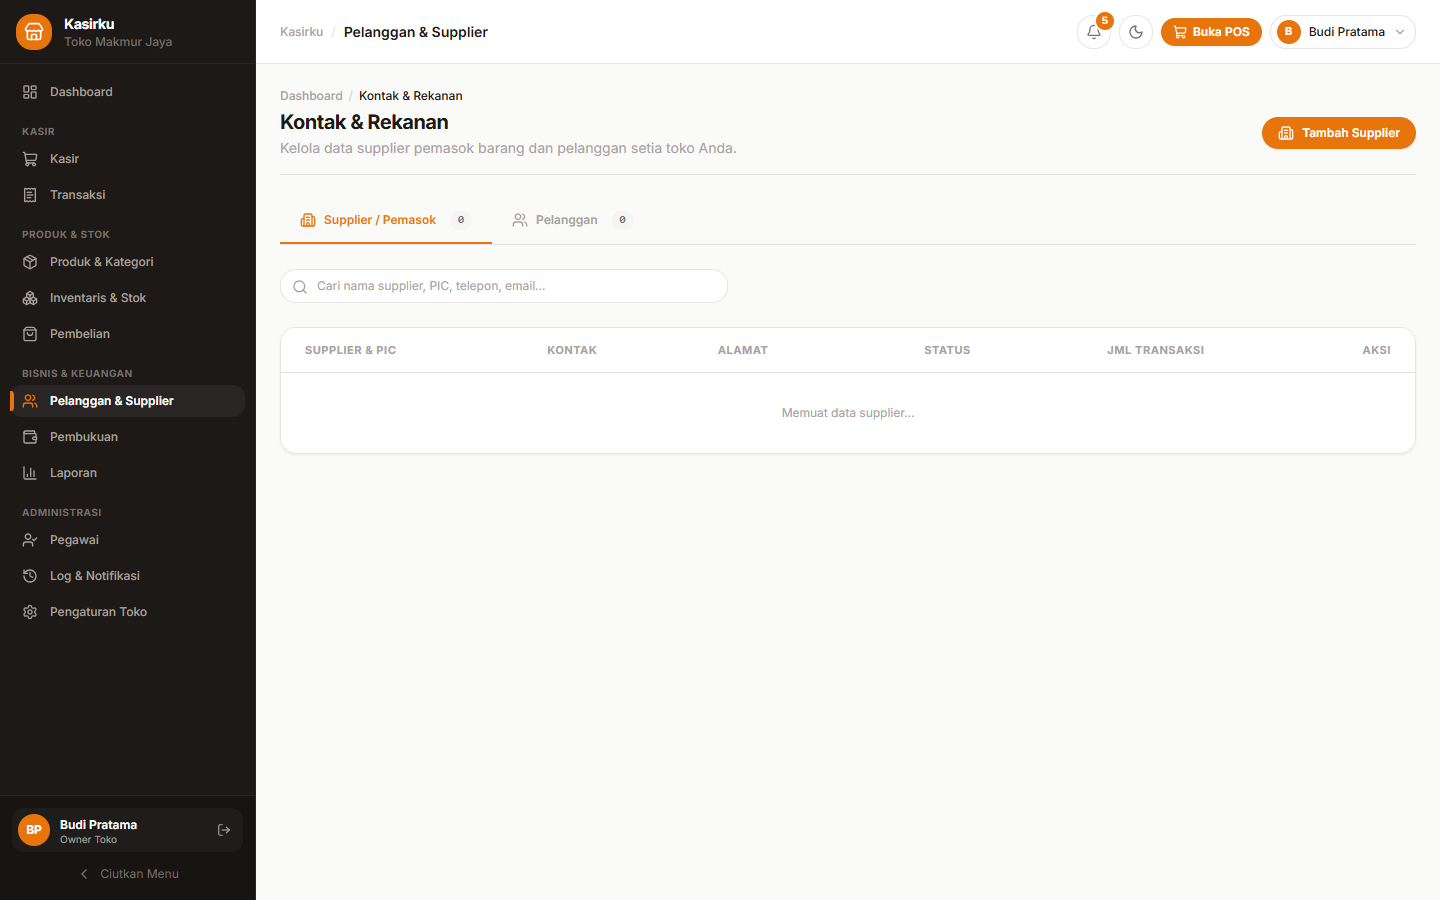 Kasirku
Toko Makmur Jaya
Dashboard
KASIR
Kasir
Transaksi
PRODUK & STOK
Produk & Kategori
Inventaris & Stok
Pembelian
BISNIS & KEUANGAN
Pelanggan & Supplier
Pembukuan
Laporan
ADMINISTRASI
Pegawai
Log & Notifikasi
Pengaturan Toko
BP
Budi Pratama
Owner Toko
Ciutkan Menu
Kasirku / Pelanggan & Supplier
5
Buka POS
B
Budi Pratama
Dashboard / Kontak & Rekanan
Kontak & Rekanan
Kelola data supplier pemasok barang dan pelanggan setia toko Anda.
Tambah Supplier
Supplier / Pemasok 0
Pelanggan 0
Cari nama supplier, PIC, telepon, email...
SUPPLIER & PIC KONTAK ALAMAT STATUS JML TRANSAKSI AKSI
Memuat data supplier...